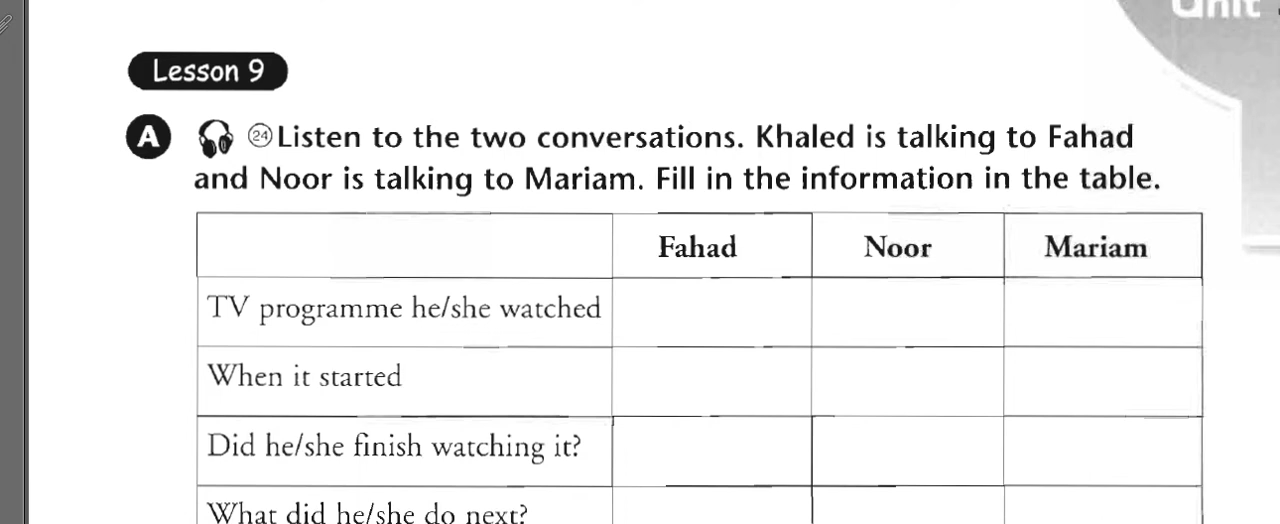 Unit
Lesson 9
A 24 Listen to the two conversations. Khaled is talking to Fahad
and Noor is talking to Mariam. Fill in the information in the table.
Fahad Noor Mariam
TV programme he/she watched
When it started
Did he/she finish watching it?
What did he/she do next?